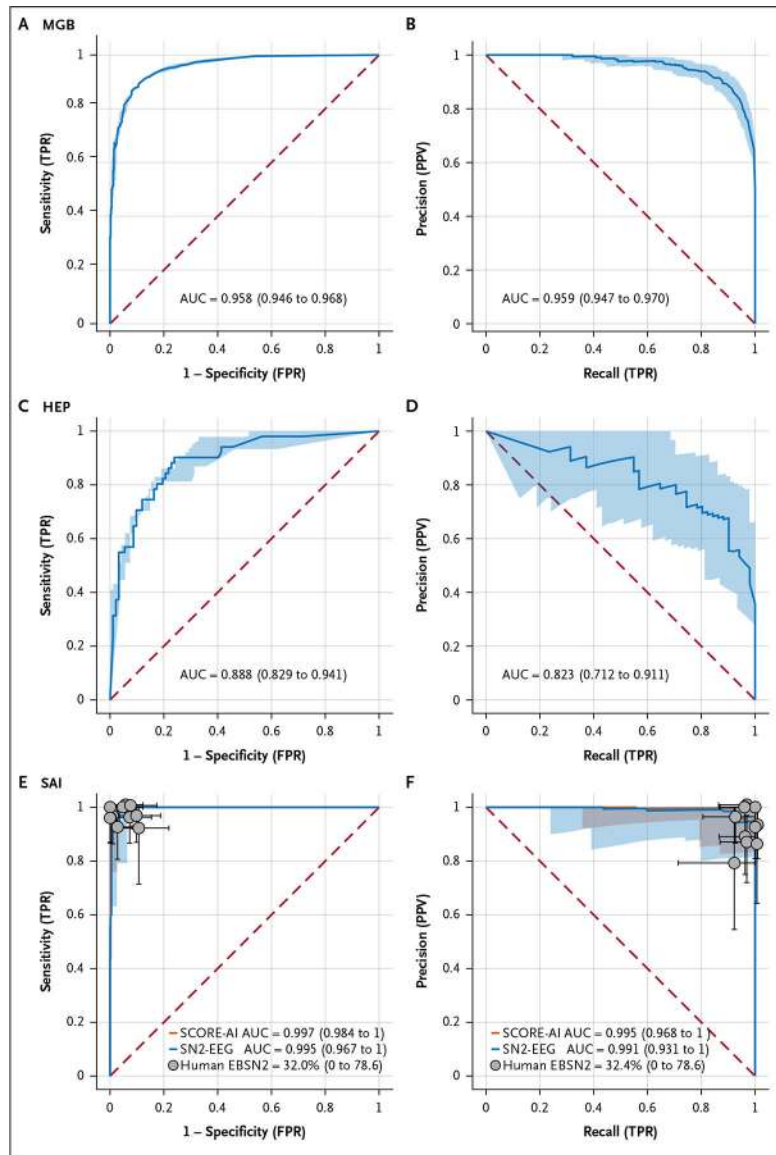 A MGB
B
Sensitivity (TPR)
1
0.8
0.6
0.4
0.2
0
AUC = 0.958 (0.946 to 0.968)
0 0.2 0.4 0.6 0.8 1
1 – Specificity (FPR)
Precision (PPV)
1
0.8
0.6
0.4
0.2
0
AUC = 0.959 (0.947 to 0.970)
0 0.2 0.4 0.6 0.8 1
Recall (TPR)
C HEP
D
Sensitivity (TPR)
1
0.8
0.6
0.4
0.2
0
AUC = 0.888 (0.829 to 0.941)
0 0.2 0.4 0.6 0.8 1
1 – Specificity (FPR)
Precision (PPV)
1
0.8
0.6
0.4
0.2
0
AUC = 0.823 (0.712 to 0.911)
0 0.2 0.4 0.6 0.8 1
Recall (TPR)
E SAI
F
Sensitivity (TPR)
1
0.8
0.6
0.4
0.2
0
SCORE-AI AUC = 0.997 (0.984 to 1)
SN2-EEG AUC = 0.995 (0.967 to 1)
Human EBSN2 = 32.0% (0 to 78.6)
0 0.2 0.4 0.6 0.8 1
1 – Specificity (FPR)
Precision (PPV)
1
0.8
0.6
0.4
0.2
0
SCORE-AI AUC = 0.995 (0.968 to 1)
SN2-EEG AUC = 0.991 (0.931 to 1)
Human EBSN2 = 32.4% (0 to 78.6)
0 0.2 0.4 0.6 0.8 1
Recall (TPR)